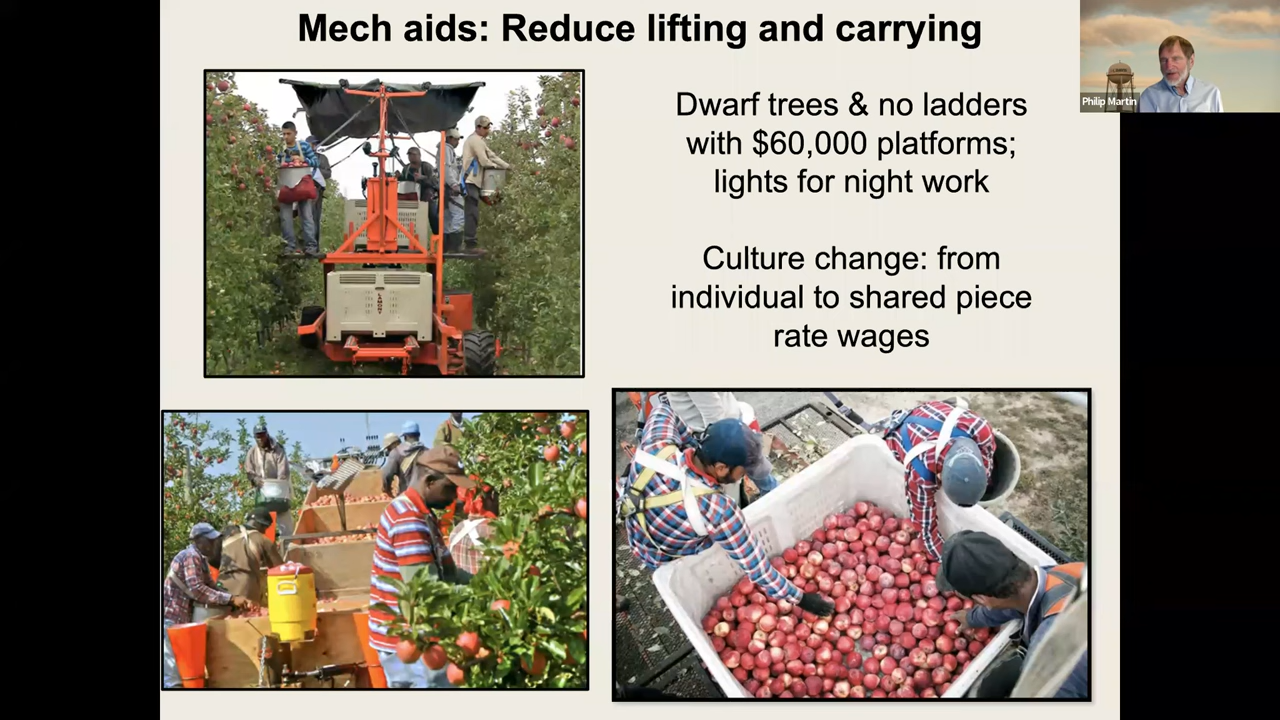 Mech aids: Reduce lifting and carrying
Dwarf trees & no ladders
with $60,000 platforms;
lights for night work
Culture change: from
individual to shared piece
rate wages
Philip Martin